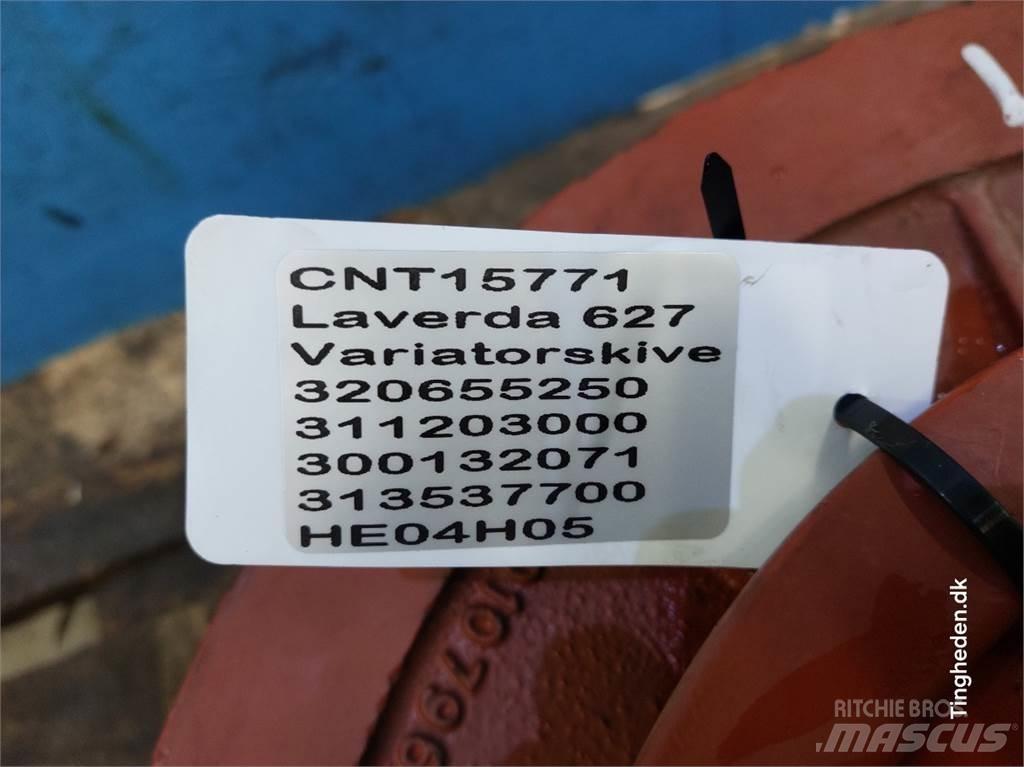 CNT15771
Laverda 627
Variatorskive
320655250
311203000
300132071
313537700
HE04H05
Tingheden.dk
RITCHIE BROS
MASCUS